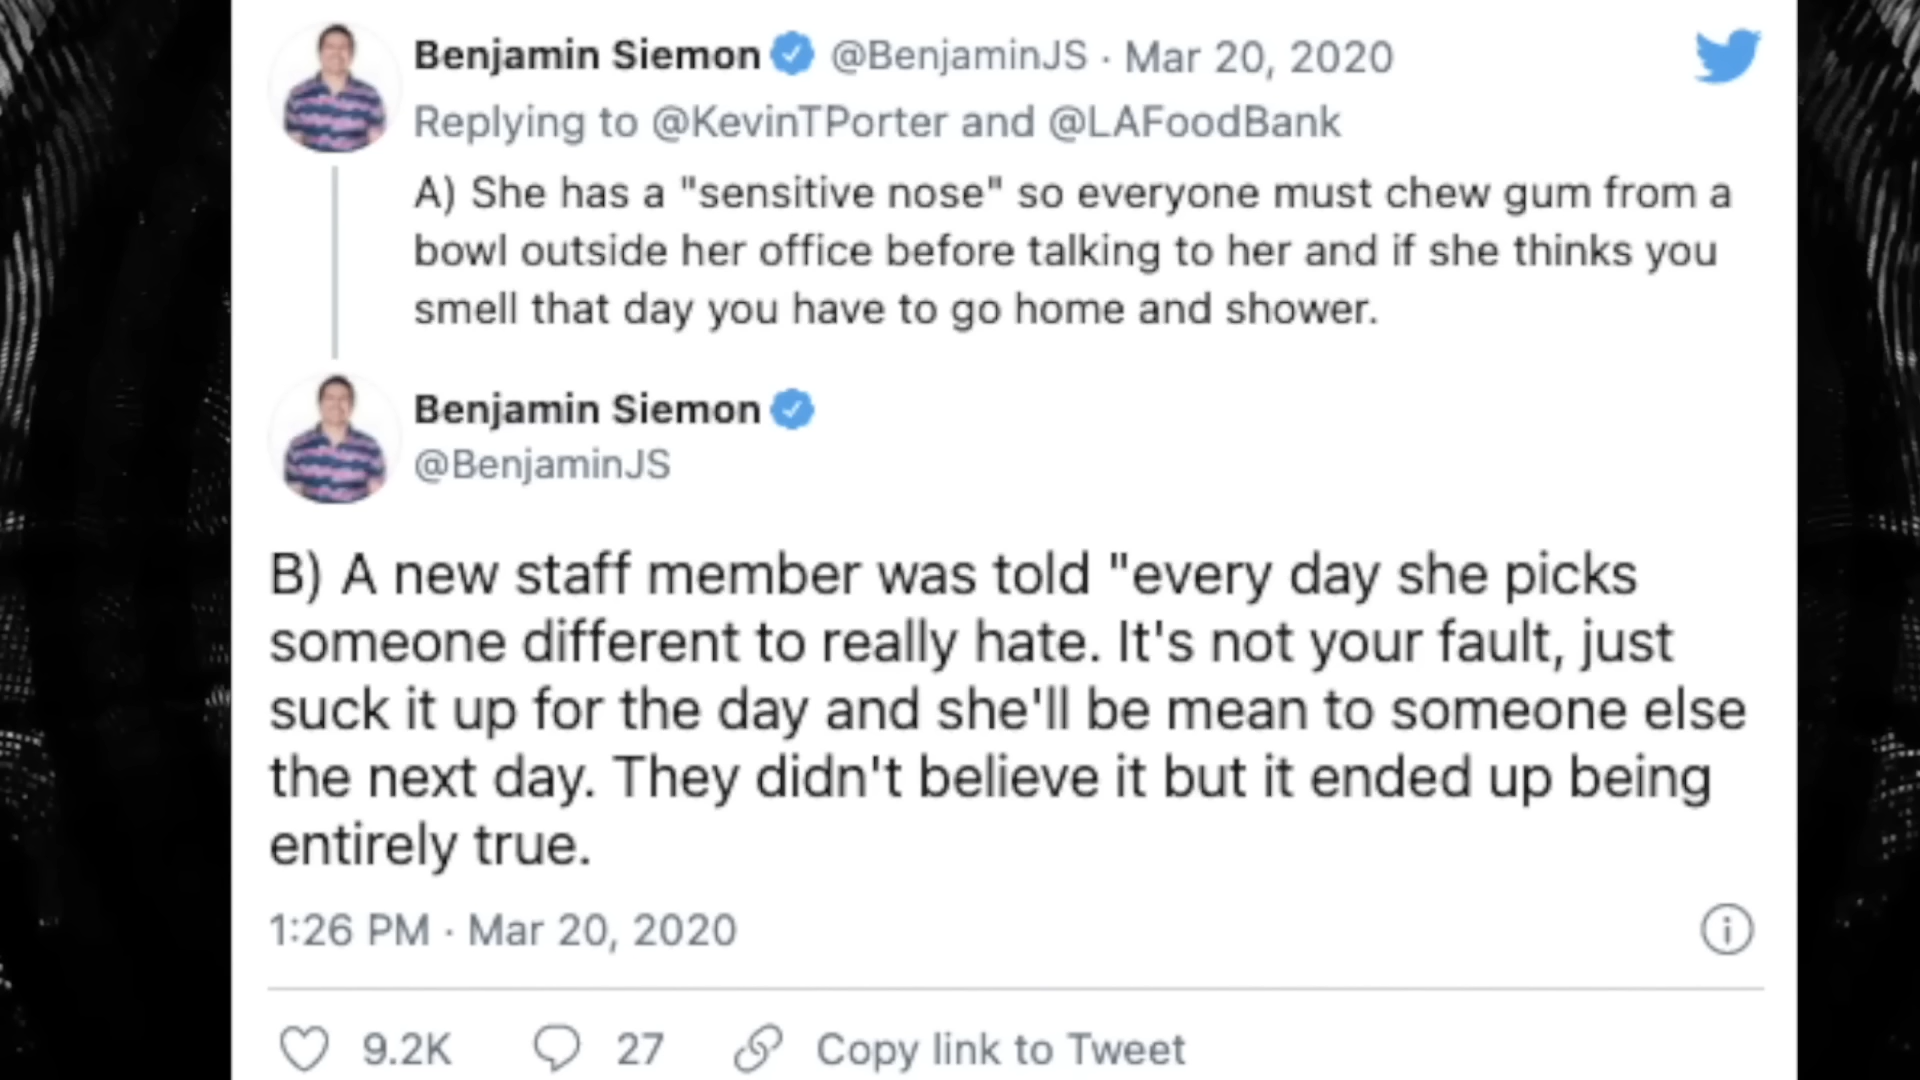 Benjamin Siemon @BenjaminJS · Mar 20, 2020
Replying to @KevinTPorter and @LAFoodBank
A) She has a "sensitive nose" so everyone must chew gum from a
bowl outside her office before talking to her and if she thinks you
smell that day you have to go home and shower.
Benjamin Siemon
@BenjaminJS
B) A new staff member was told "every day she picks
someone different to really hate. It's not your fault, just
suck it up for the day and she'll be mean to someone else
the next day. They didn't believe it but it ended up being
entirely true.
1:26 PM · Mar 20, 2020
9.2K 27 Copy link to Tweet